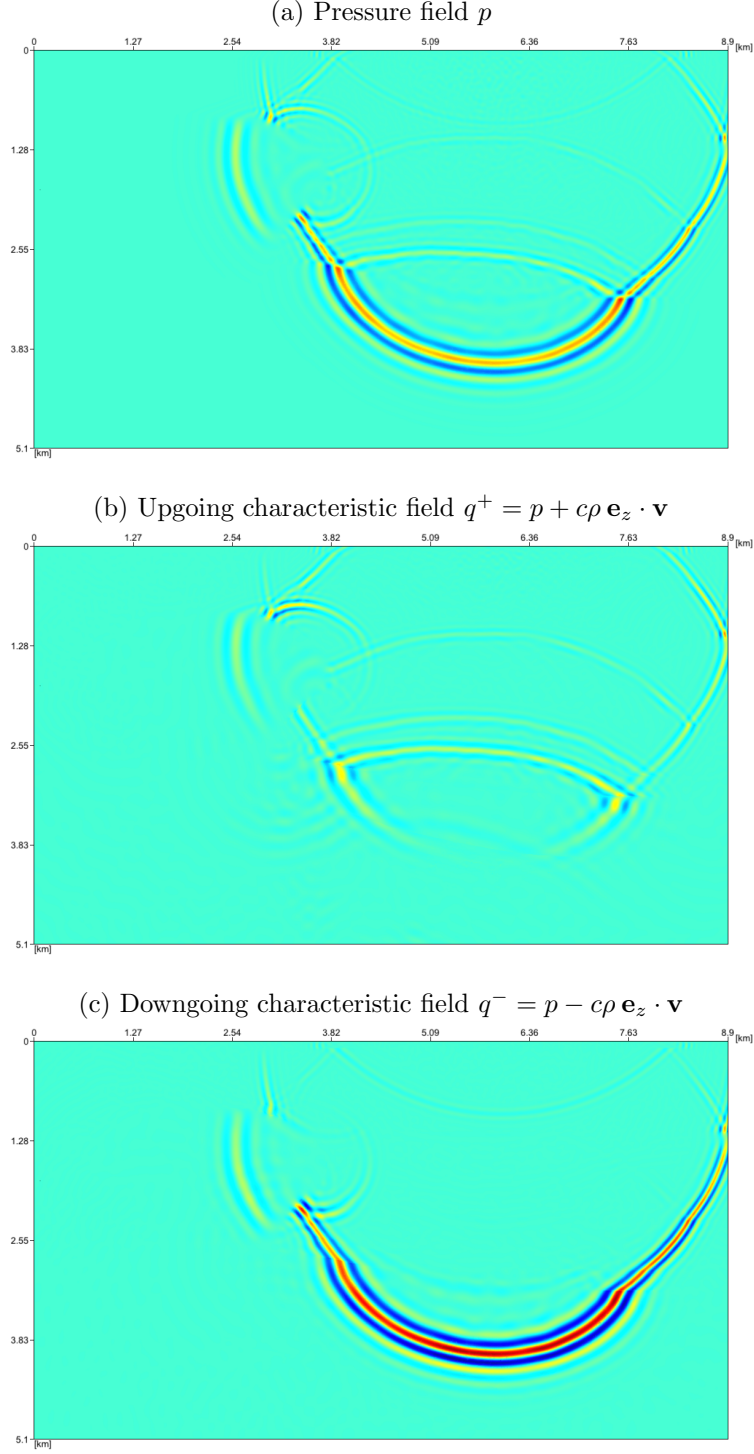 (a) Pressure field p
0 1.27 2.54 3.82 5.09 6.36 7.63 8.9 [km]
0
1.28
2.55
3.83
5.1
[km]
(b) Upgoing characteristic field q⁺ = p + cρ e_z · v
0 1.27 2.54 3.82 5.09 6.36 7.63 8.9 [km]
0
1.28
2.55
3.83
5.1
[km]
(c) Downgoing characteristic field q⁻ = p − cρ e_z · v
0 1.27 2.54 3.82 5.09 6.36 7.63 8.9 [km]
0
1.28
2.55
3.83
5.1
[km]